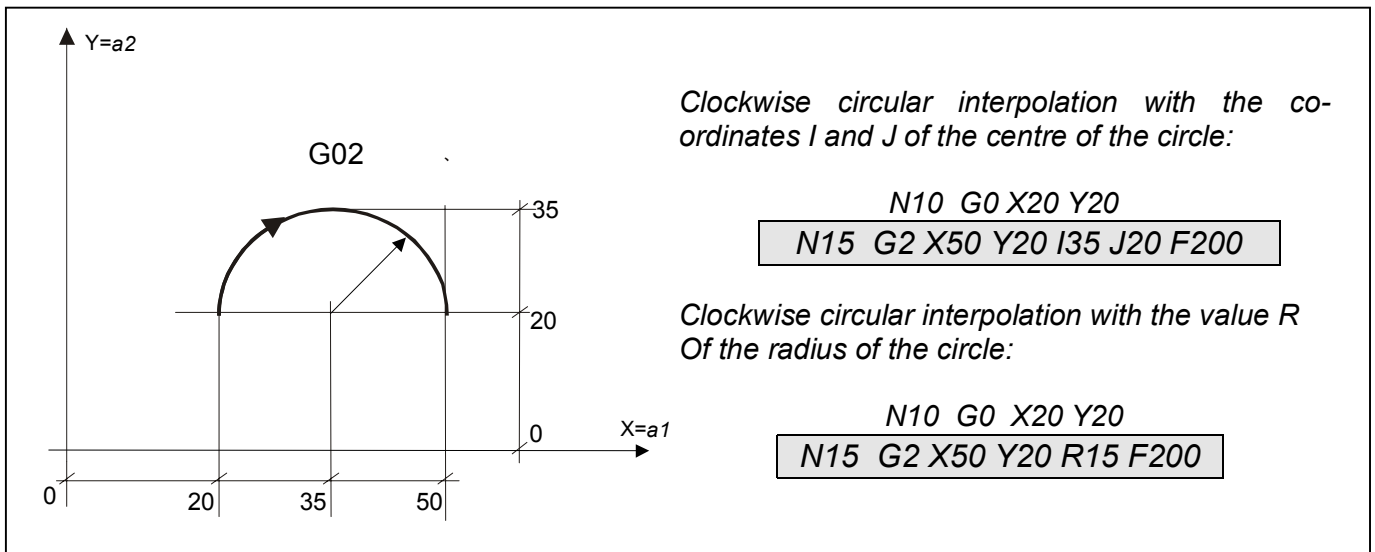 Y=a2
G02
35
20
0
X=a1
0
20
35
50
Clockwise circular interpolation with the co-
ordinates I and J of the centre of the circle:
N10 G0 X20 Y20
N15 G2 X50 Y20 I35 J20 F200
Clockwise circular interpolation with the value R
Of the radius of the circle:
N10 G0 X20 Y20
N15 G2 X50 Y20 R15 F200